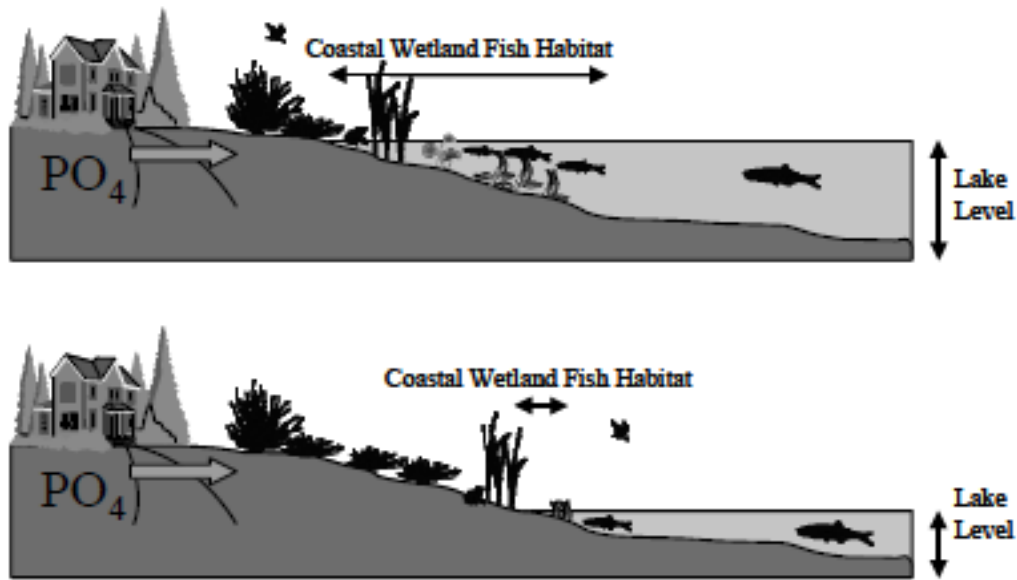 Coastal Wetland Fish Habitat
PO4
Lake
Level
Coastal Wetland Fish Habitat
PO4
Lake
Level